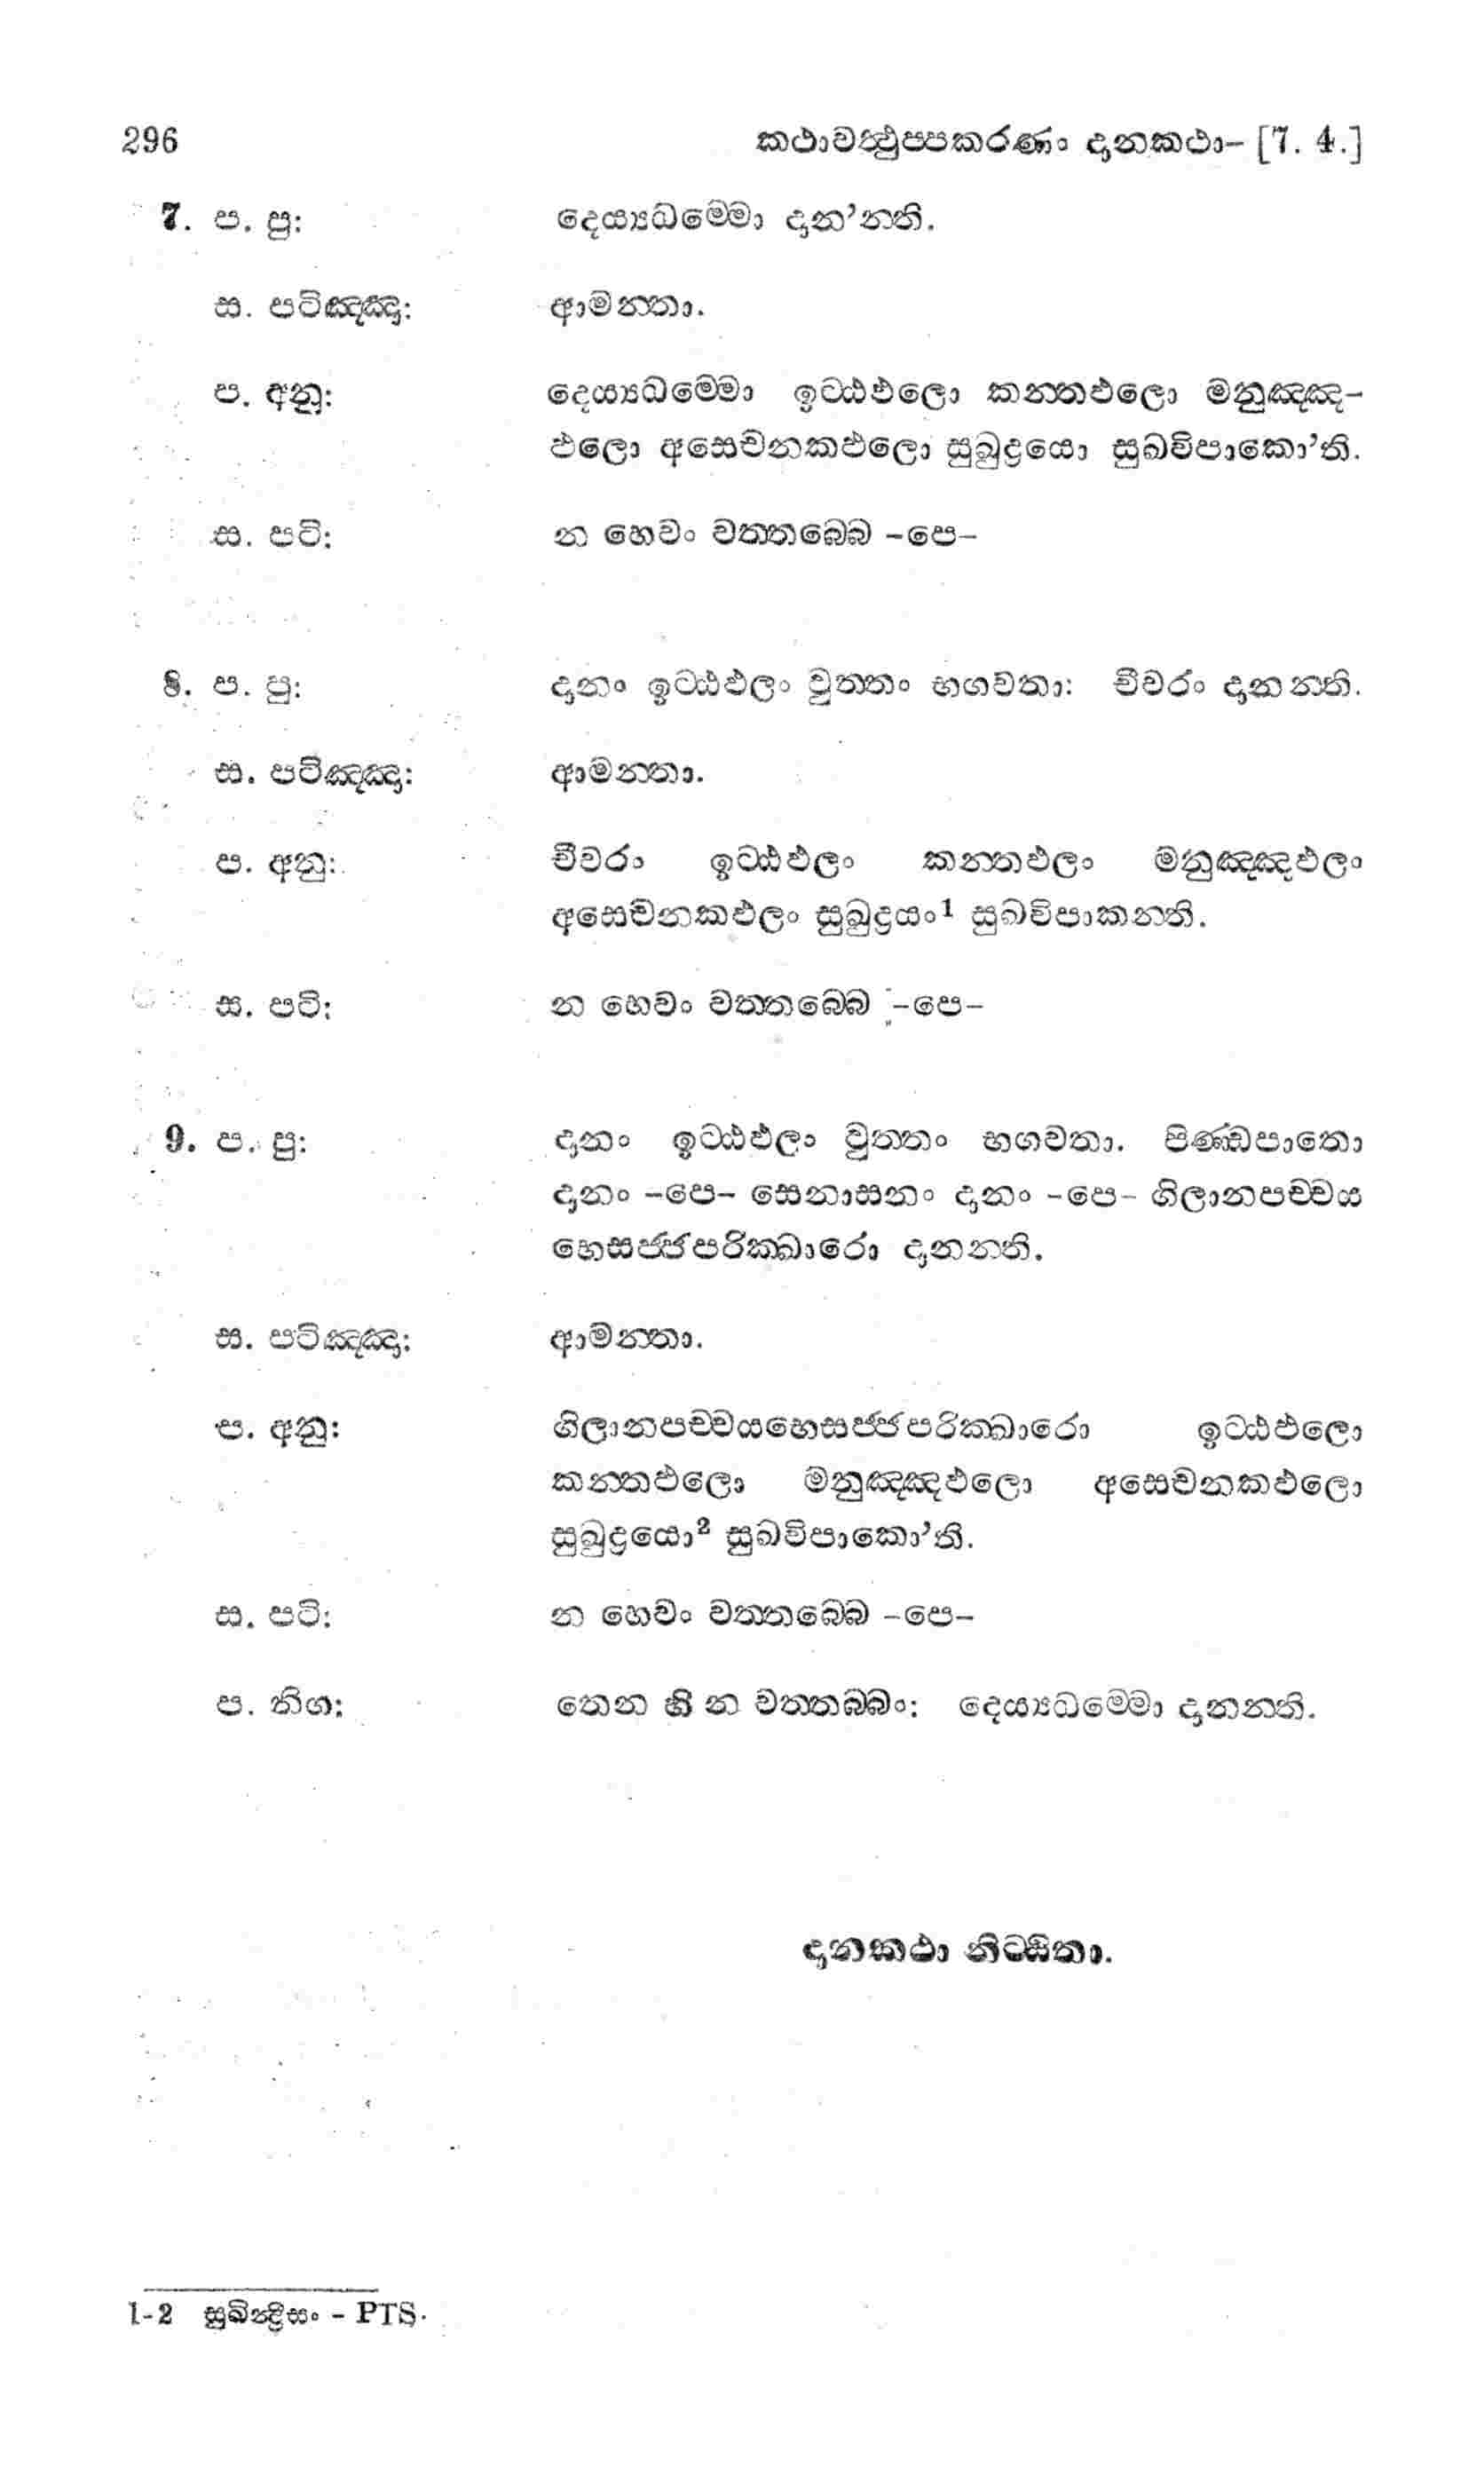 296 කථාවත්‍ථුප්පකරණං දානකථා- [7. 4.]
7. ප. පු: දෙය්‍යධම්මො දාන’න්ති.
ස. පටිඤ්ඤා: ආමන්තා.
ප. අනු: දෙය්‍යධම්මො ඉට්ඨඵලො කන්තඵලො මනුඤ්ඤ-
ඵලො අසෙචනකඵලො සුඛුද්‍රයො සුඛවිපාකො’ති.
ස. පටි: න හෙවං වත්තබ්බෙ -පෙ-
8. ප. පු: දානං ඉට්ඨඵලං වුත්තං භගවතා: චීවරං දානන්ති.
ස. පටිඤ්ඤා: ආමන්තා.
ප. අනු: චීවරං ඉට්ඨඵලං කන්තඵලං මනුඤ්ඤඵලං
අසෙචනකඵලං සුඛුද්‍රයං1 සුඛවිපාකන්ති.
ස. පටි: න හෙවං වත්තබ්බෙ -පෙ-
9. ප. පු: දානං ඉට්ඨඵලං වුත්තං භගවතා. පිණ්ඩපාතො
දානං -පෙ- සෙනාසනං දානං -පෙ- ගිලානපච්චය
භෙසජ්ජපරික්ඛාරො දානන්ති.
ස. පටිඤ්ඤා: ආමන්තා.
ප. අනු: ගිලානපච්චයභෙසජ්ජපරික්ඛාරො ඉට්ඨඵලො
කන්තඵලො මනුඤ්ඤඵලො අසෙචනකඵලො
සුඛුද්‍රයො2 සුඛවිපාකො’ති.
ස. පටි: න හෙවං වත්තබ්බෙ -පෙ-
ප. නිග: තෙන හි න වත්තබ්බං: දෙය්‍යධම්මො දානන්ති.
දානකථා නිට්ඨිතා.
1-2 සුඛින්‍ද්‍රිසං - PTS.